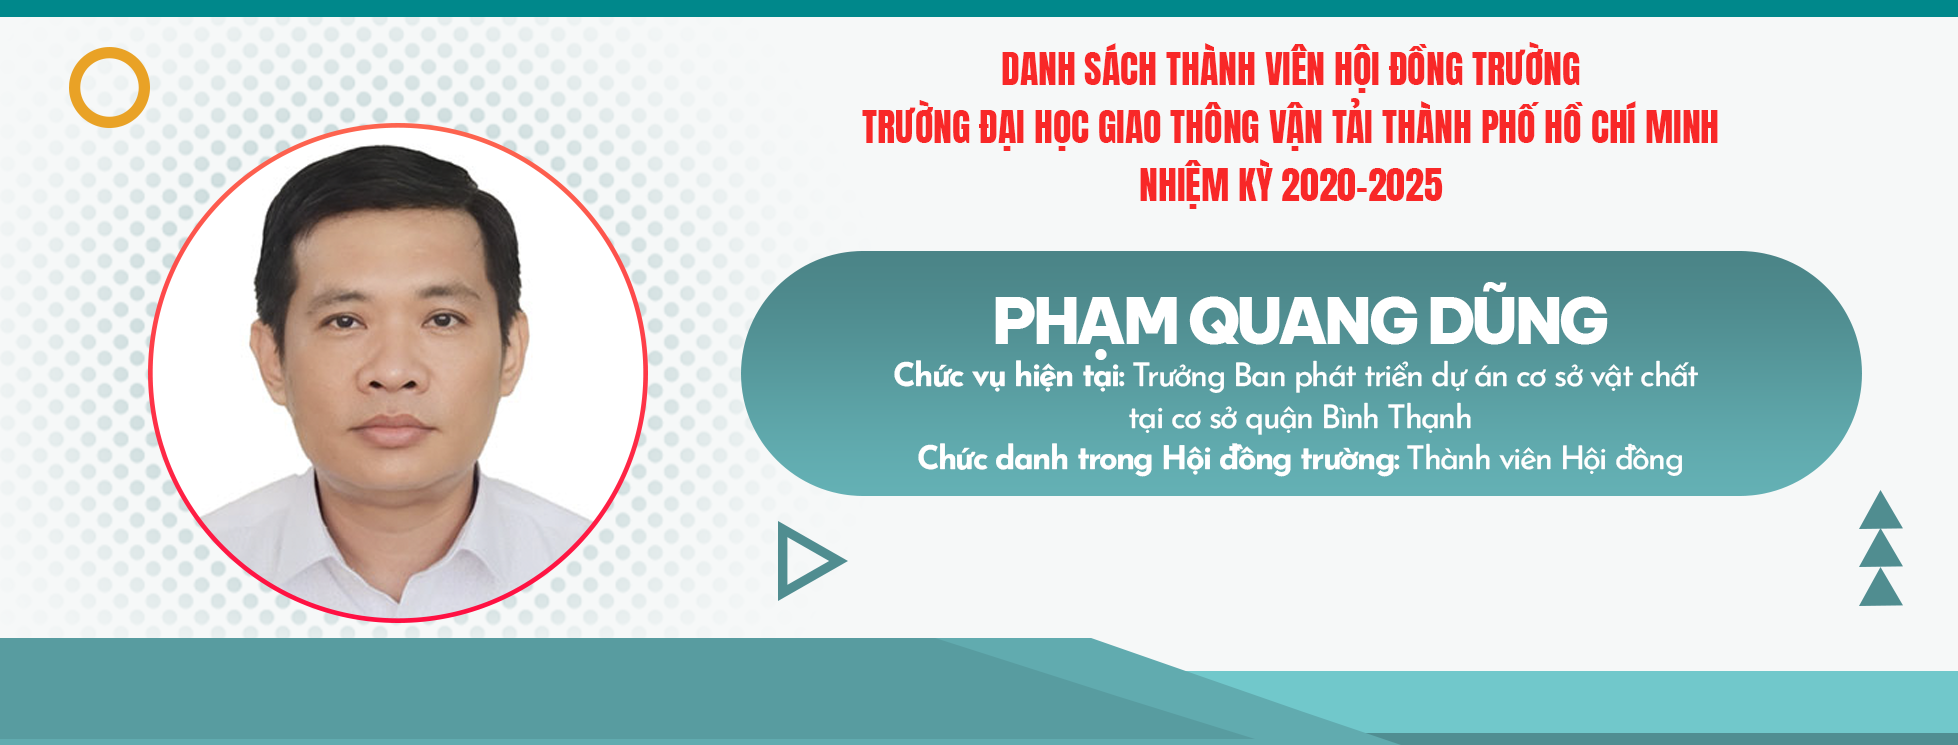 DANH SÁCH THÀNH VIÊN HỘI ĐỒNG TRƯỜNG
TRƯỜNG ĐẠI HỌC GIAO THÔNG VẬN TẢI THÀNH PHỐ HỒ CHÍ MINH
NHIỆM KỲ 2020-2025
PHẠM QUANG DŨNG
Chức vụ hiện tại: Trưởng Ban phát triển dự án cơ sở vật chất
tại cơ sở quận Bình Thạnh
Chức danh trong Hội đồng trường: Thành viên Hội đồng